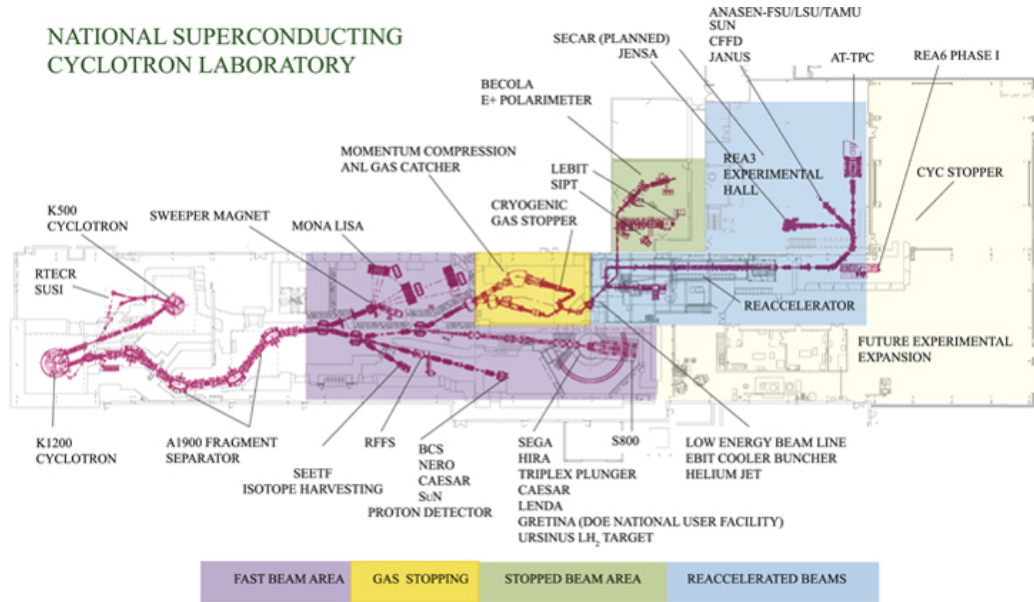 NATIONAL SUPERCONDUCTING
CYCLOTRON LABORATORY
ANASEN-FSU/LSU/TAMU
SUN
CFFD
JANUS
SECAR (PLANNED)
JENSA
AT-TPC
REA6 PHASE I
BECOLA
E+ POLARIMETER
MOMENTUM COMPRESSION
ANL GAS CATCHER
LEBIT
SIPT
REA3
EXPERIMENTAL
HALL
CYC STOPPER
CRYOGENIC
GAS STOPPER
K500
CYCLOTRON
SWEEPER MAGNET
MONA LISA
RTECR
SUSI
REACCELERATOR
FUTURE EXPERIMENTAL
EXPANSION
K1200
CYCLOTRON
A1900 FRAGMENT
SEPARATOR
SEETF
ISOTOPE HARVESTING
RFFS
BCS
NERO
CAESAR
SUN
PROTON DETECTOR
SEGA
HIRA
TRIPLEX PLUNGER
CAESAR
LENDA
GRETINA (DOE NATIONAL USER FACILITY)
URSINUS LH₂ TARGET
S800
LOW ENERGY BEAM LINE
EBIT COOLER BUNCHER
HELIUM JET
FAST BEAM AREA
GAS STOPPING
STOPPED BEAM AREA
REACCELERATED BEAMS